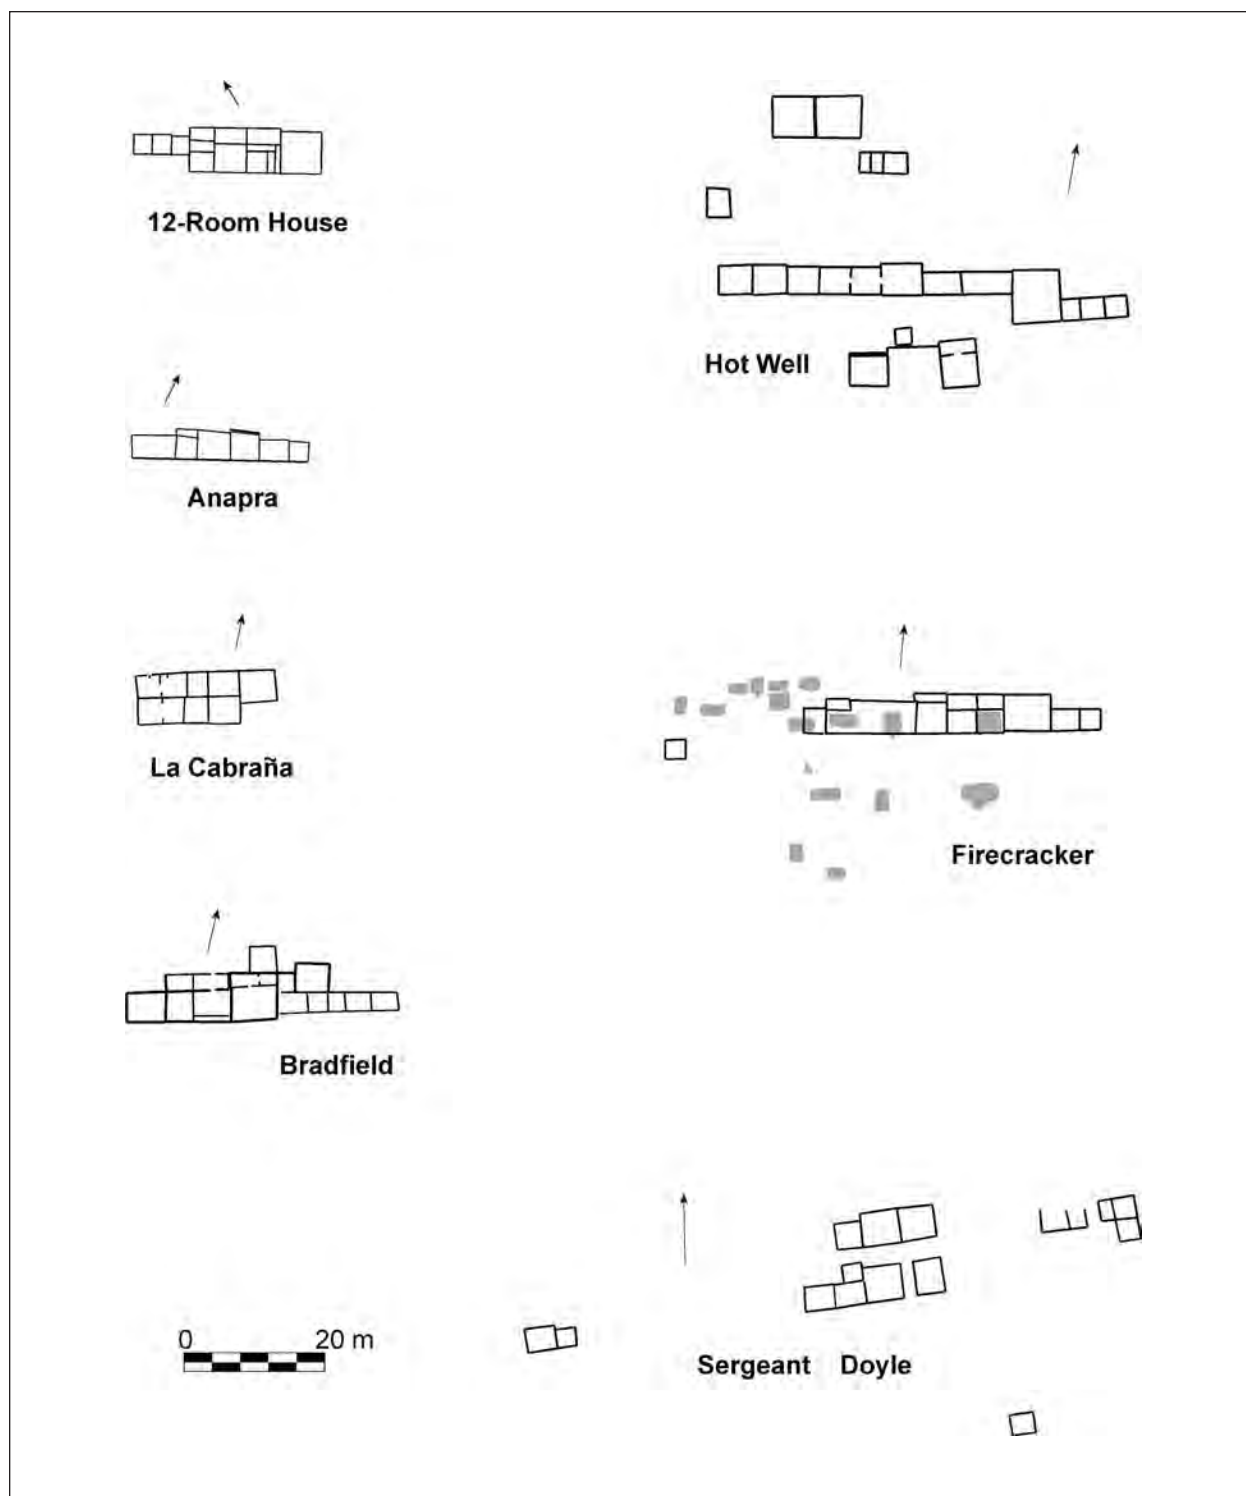 12-Room House
Hot Well
Anapra
La Cabraña
Firecracker
Bradfield
0 20 m
Sergeant Doyle